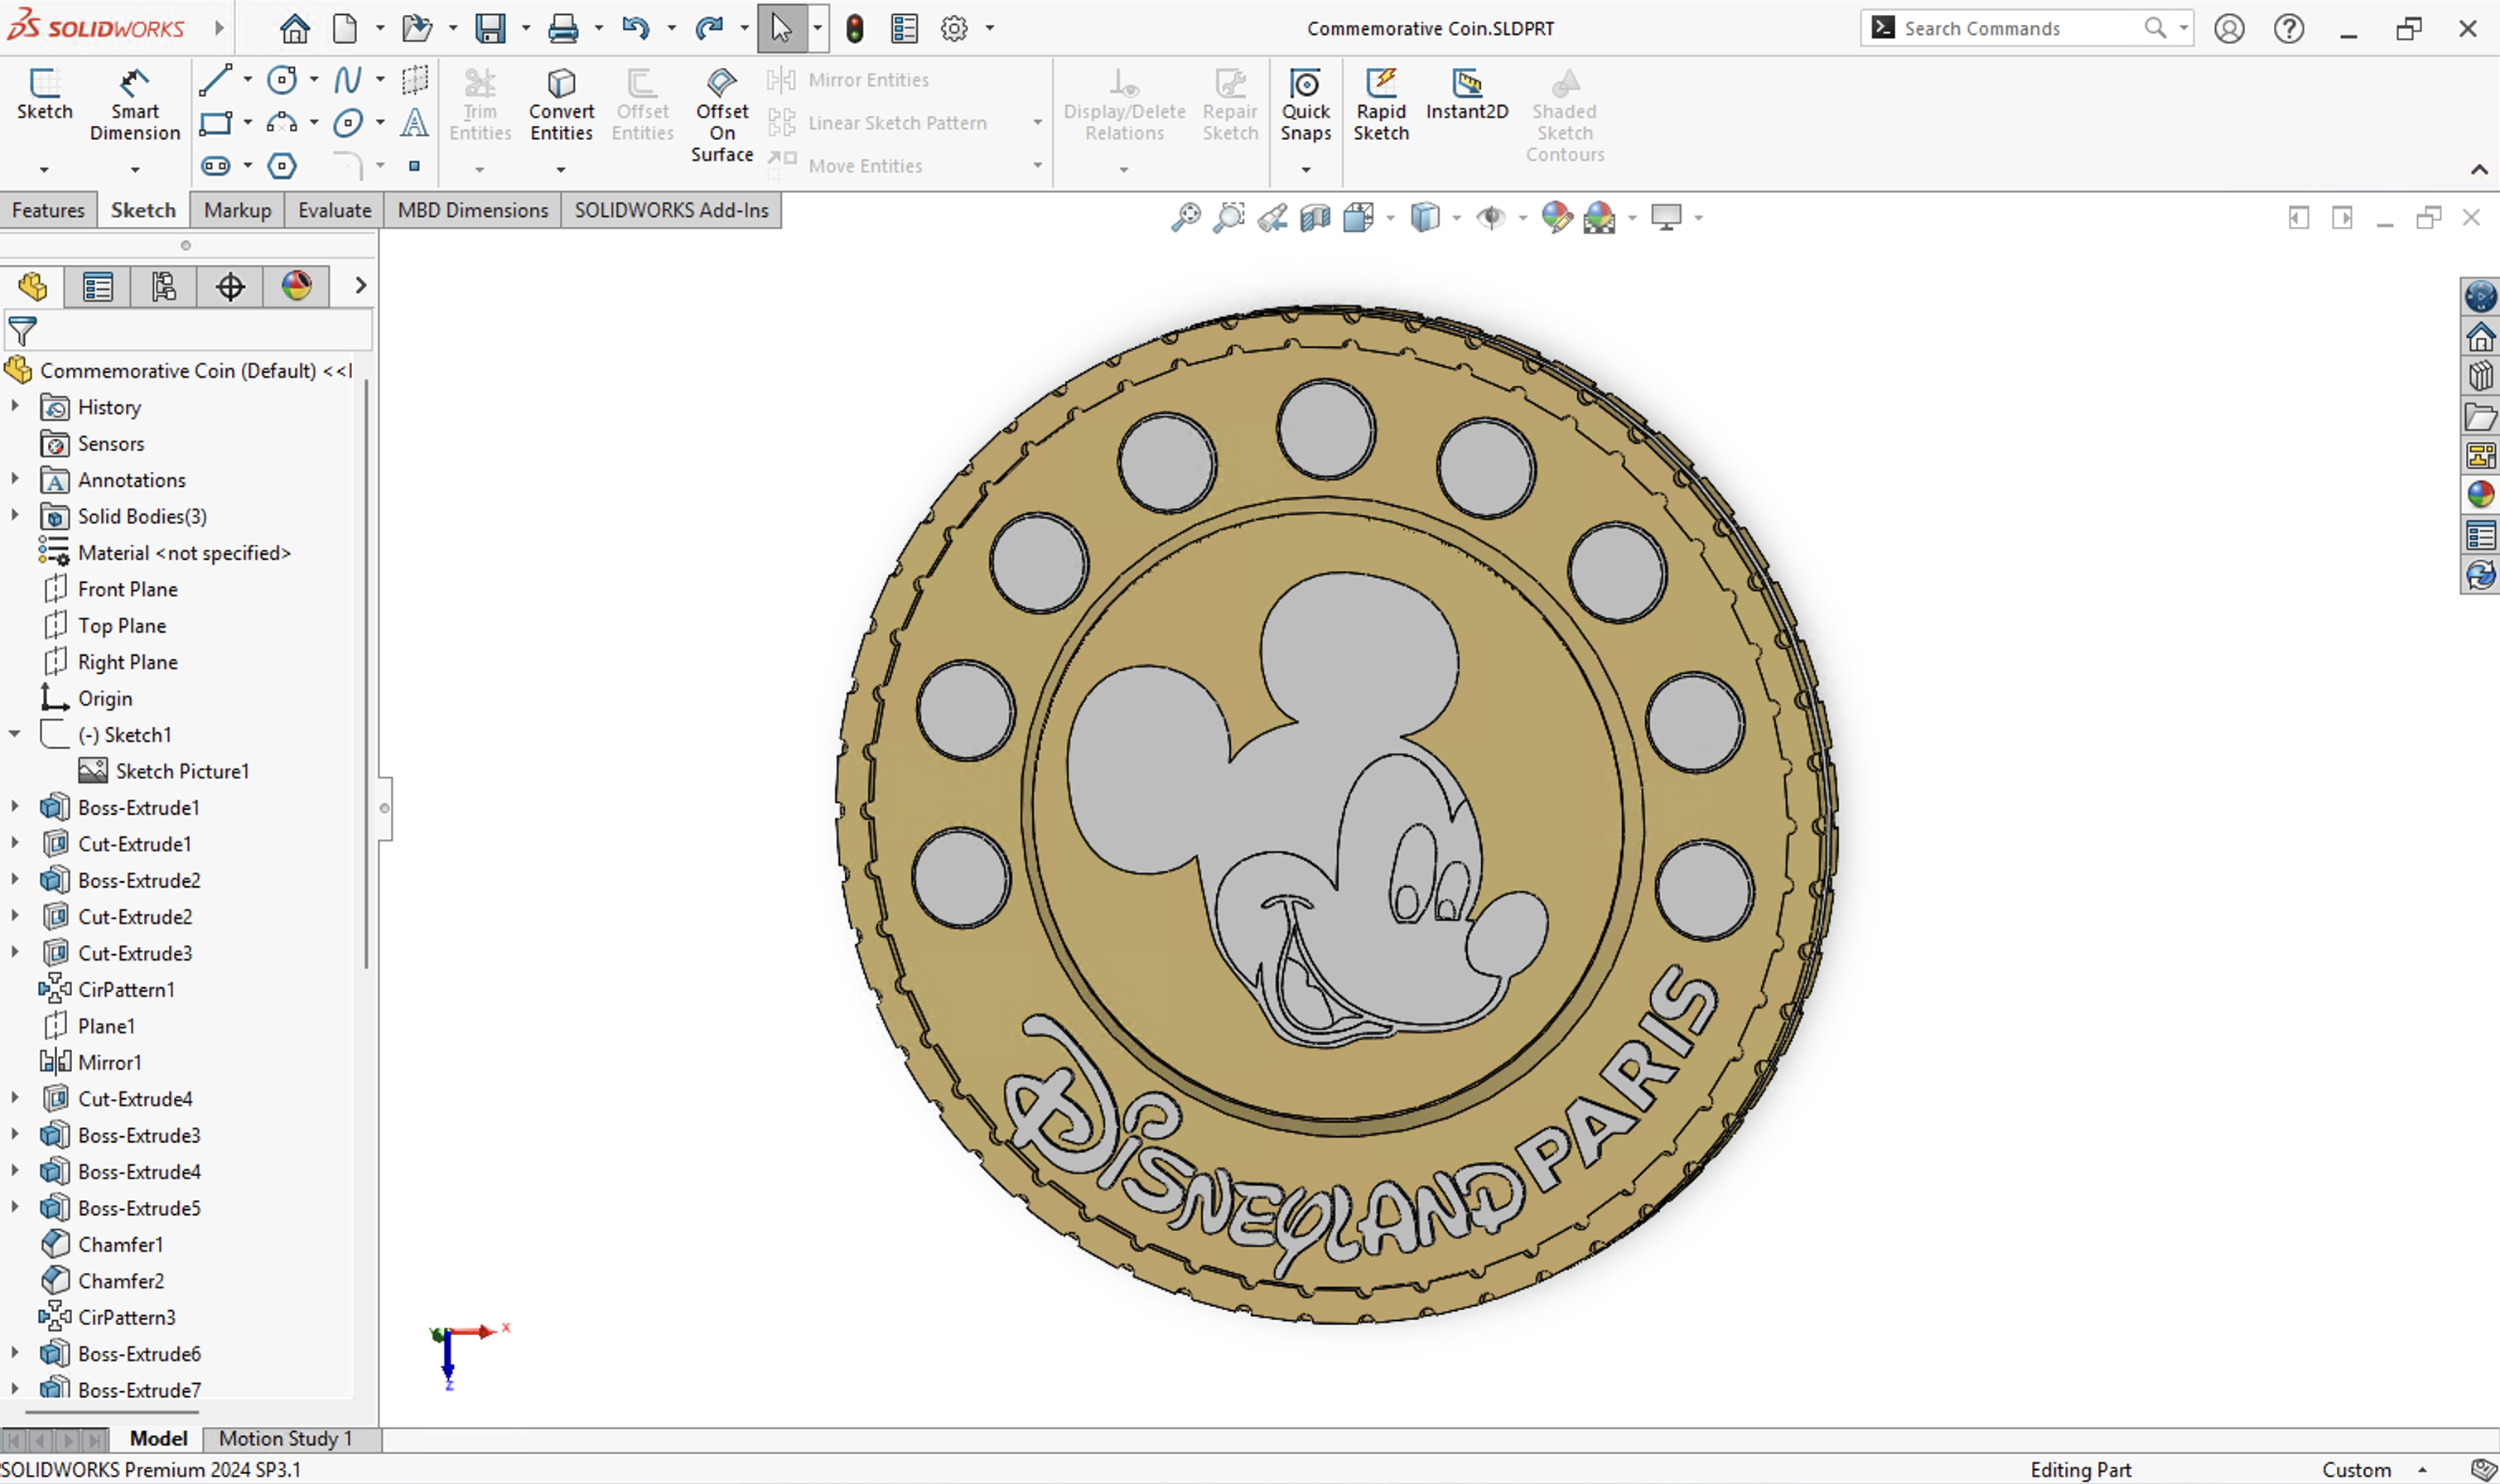 SOLIDWORKS
Commemorative Coin.SLDPRT
Search Commands
Sketch
Smart Dimension
Trim Entities
Convert Entities
Offset Entities
Offset On Surface
Mirror Entities
Linear Sketch Pattern
Move Entities
Display/Delete Relations
Repair Sketch
Quick Snaps
Rapid Sketch
Instant2D
Shaded Sketch Contours
Features
Sketch
Markup
Evaluate
MBD Dimensions
SOLIDWORKS Add-Ins
Commemorative Coin (Default) <<
History
Sensors
Annotations
Solid Bodies(3)
Material <not specified>
Front Plane
Top Plane
Right Plane
Origin
(-) Sketch1
Sketch Picture1
Boss-Extrude1
Cut-Extrude1
Boss-Extrude2
Cut-Extrude2
Cut-Extrude3
CirPattern1
Plane1
Mirror1
Cut-Extrude4
Boss-Extrude3
Boss-Extrude4
Boss-Extrude5
Chamfer1
Chamfer2
CirPattern3
Boss-Extrude6
Boss-Extrude7
DISNEYLAND PARIS
x
z
Model
Motion Study 1
SOLIDWORKS Premium 2024 SP3.1
Editing Part
Custom